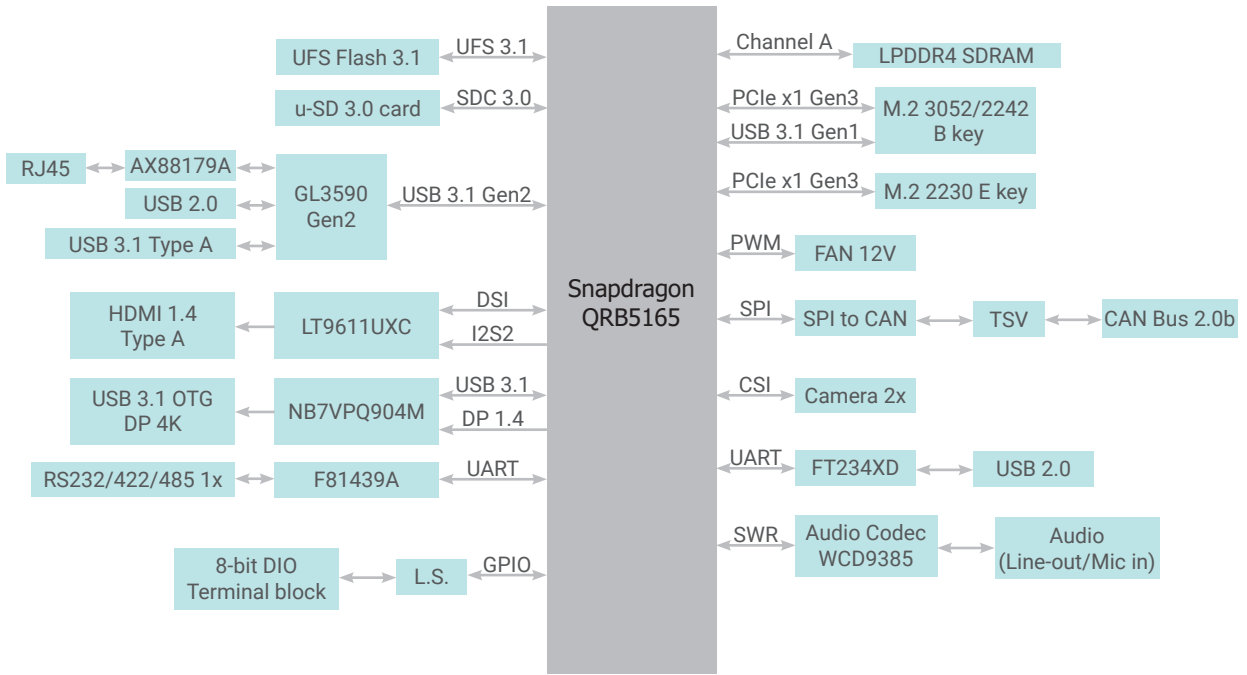 UFS Flash 3.1
UFS 3.1
u-SD 3.0 card
SDC 3.0
RJ45
AX88179A
USB 2.0
USB 3.1 Type A
GL3590
Gen2
USB 3.1 Gen2
HDMI 1.4
Type A
LT9611UXC
DSI
I2S2
USB 3.1 OTG
DP 4K
NB7VPQ904M
USB 3.1
DP 1.4
RS232/422/485 1x
F81439A
UART
8-bit DIO
Terminal block
L.S.
GPIO
Snapdragon
QRB5165
Channel A
LPDDR4 SDRAM
PCIe x1 Gen3
USB 3.1 Gen1
M.2 3052/2242
B key
PCIe x1 Gen3
M.2 2230 E key
PWM
FAN 12V
SPI
SPI to CAN
TSV
CAN Bus 2.0b
CSI
Camera 2x
UART
FT234XD
USB 2.0
SWR
Audio Codec
WCD9385
Audio
(Line-out/Mic in)